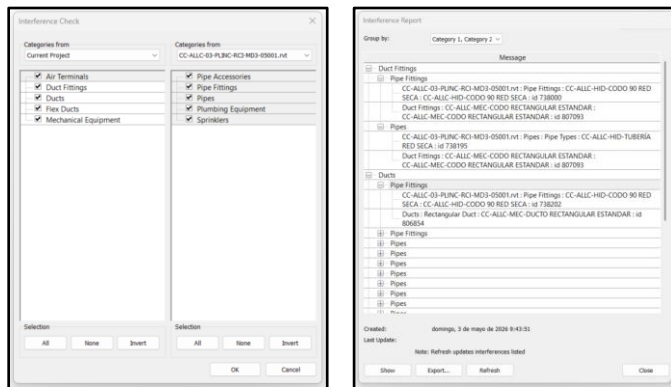 Interference Check
Categories from
Current Project
Air Terminals
Duct Fittings
Ducts
Flex Ducts
Mechanical Equipment
Selection
All None Invert
Categories from
CC-ALLC-03-PLINC-RCI-MD3-05001.rvt
Pipe Accessories
Pipe Fittings
Pipes
Plumbing Equipment
Sprinklers
Selection
All None Invert
OK Cancel
Interference Report
Group by: Category 1, Category 2
Message
Duct Fittings
Pipe Fittings
CC-ALLC-03-PLINC-RCI-MD3-05001.rvt : Pipe Fittings : CC-ALLC-HID-CODO 90 RED
SECA : CC-ALLC-HID-CODO 90 RED SECA : id 738000
Duct Fittings : CC-ALLC-MEC-CODO RECTANGULAR ESTANDAR :
CC-ALLC-MEC-CODO RECTANGULAR ESTANDAR : id 807093
Pipes
CC-ALLC-03-PLINC-RCI-MD3-05001.rvt : Pipes : Pipe Types : CC-ALLC-HID-TUBERÍA
RED SECA : id 738195
Duct Fittings : CC-ALLC-MEC-CODO RECTANGULAR ESTANDAR :
CC-ALLC-MEC-CODO RECTANGULAR ESTANDAR : id 807093
Ducts
Pipe Fittings
CC-ALLC-03-PLINC-RCI-MD3-05001.rvt : Pipe Fittings : CC-ALLC-HID-CODO 90 RED
SECA : CC-ALLC-HID-CODO 90 RED SECA : id 738202
Ducts : Rectangular Duct : CC-ALLC-MEC-DUCTO RECTANGULAR ESTANDAR : id
806854
Pipe Fittings
Pipes
Pipes
Pipes
Pipes
Pipes
Pipes
Pipes
Created: domingo, 3 de mayo de 2026 9:43:51
Last Update:
Note: Refresh updates interferences listed
Show Export... Refresh Close